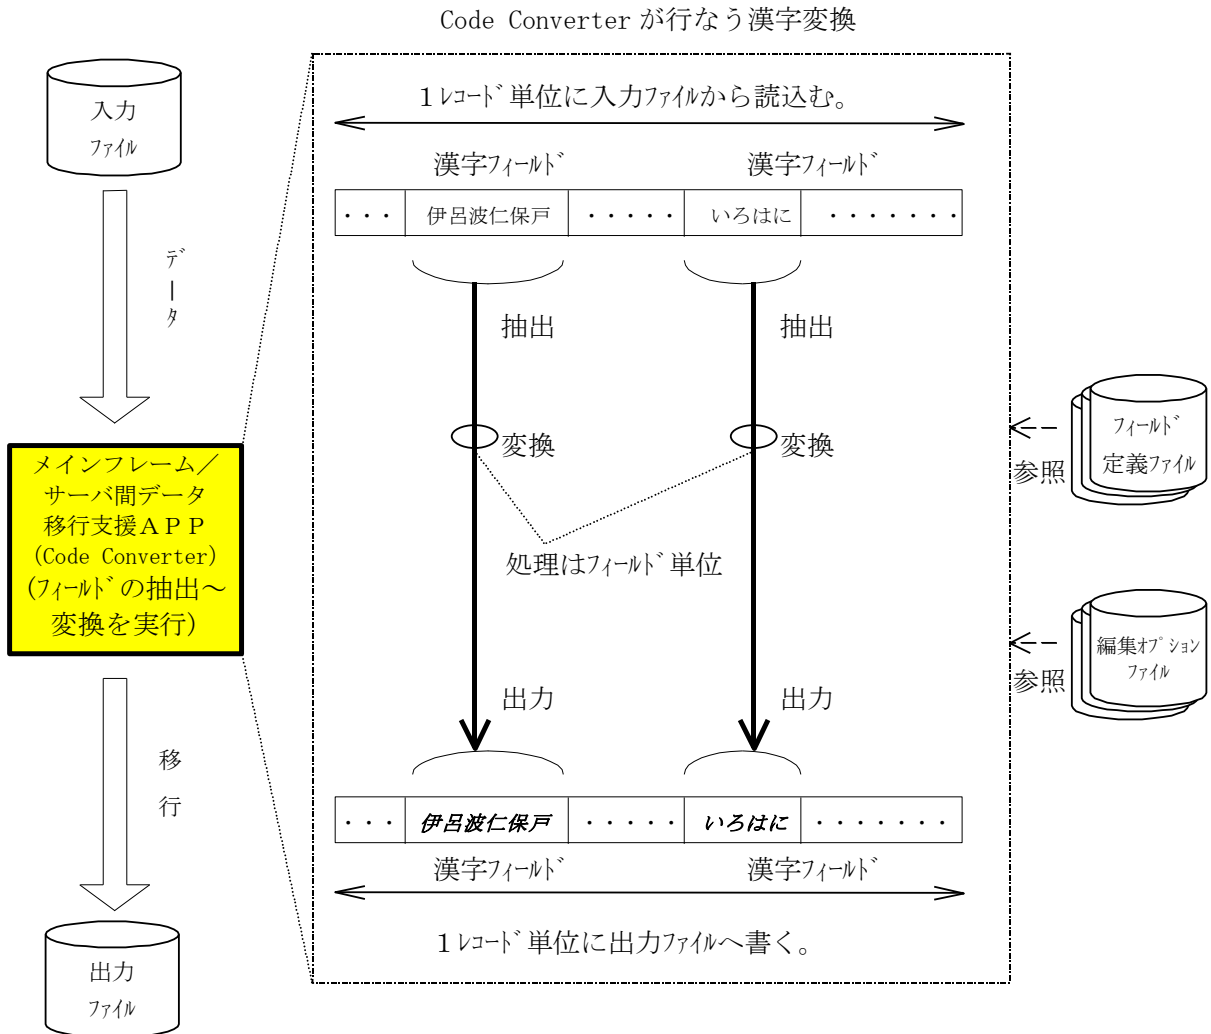 Code Converter が行なう漢字変換
入力
ファイル
デ
ー
タ
メインフレーム／
サーバ間データ
移行支援ＡＰＰ
(Code Converter)
(ﾌｨｰﾙﾄﾞの抽出～
変換を実行)
移
行
出力
ファイル
１ﾚｺｰﾄﾞ単位に入力ﾌｧｲﾙから読込む。
漢字ﾌｨｰﾙﾄﾞ 漢字ﾌｨｰﾙﾄﾞ
・・・ 伊呂波仁保戸 ・・・・・ いろはに ・・・・・・・
抽出 抽出
変換 変換
処理はﾌｨｰﾙﾄﾞ単位
出力 出力
・・・ 伊呂波仁保戸 ・・・・・ いろはに ・・・・・・・
漢字ﾌｨｰﾙﾄﾞ 漢字ﾌｨｰﾙﾄﾞ
１ﾚｺｰﾄﾞ単位に出力ﾌｧｲﾙへ書く。
ﾌｨｰﾙﾄﾞ
定義ﾌｧｲﾙ
参照
編集ｵﾌﾟｼｮﾝ
ﾌｧｲﾙ
参照